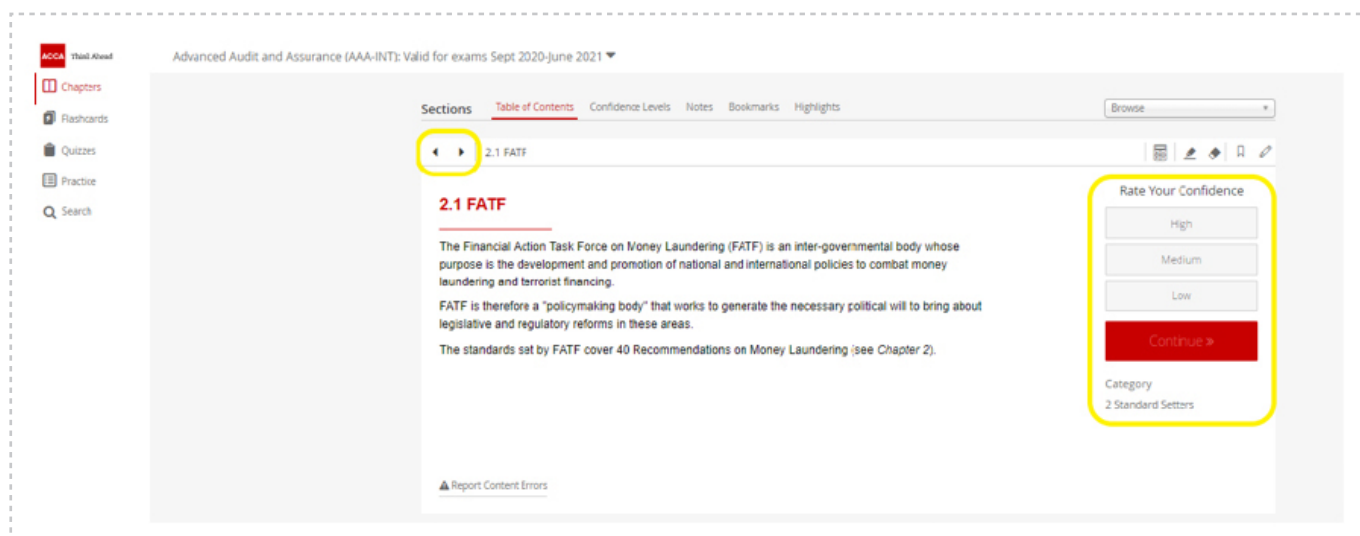 ACCA Think Ahead
Advanced Audit and Assurance (AAA-INT): Valid for exams Sept 2020-June 2021
Chapters
Flashcards
Quizzes
Practice
Search
Sections Table of Contents Confidence Levels Notes Bookmarks Highlights Browse
2.1 FATF
2.1 FATF
The Financial Action Task Force on Money Laundering (FATF) is an inter-governmental body whose
purpose is the development and promotion of national and international policies to combat money
laundering and terrorist financing.
FATF is therefore a "policymaking body" that works to generate the necessary political will to bring about
legislative and regulatory reforms in these areas.
The standards set by FATF cover 40 Recommendations on Money Laundering (see Chapter 2).
Rate Your Confidence
High
Medium
Low
Continue »
Category
2 Standard Setters
Report Content Errors